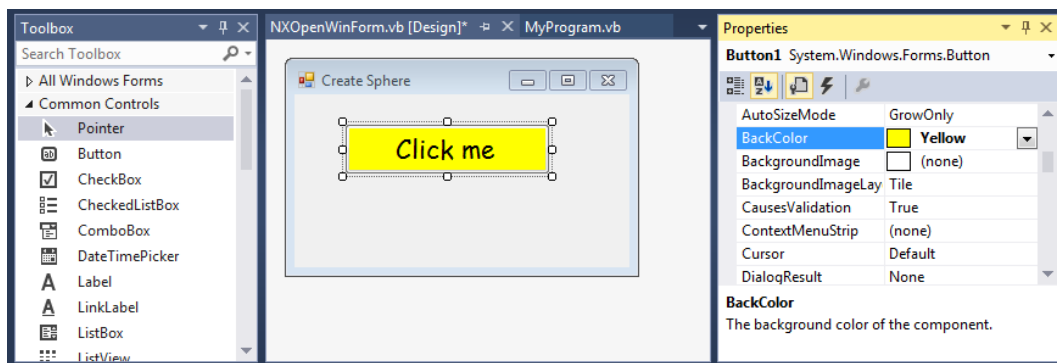 Toolbox
Search Toolbox
All Windows Forms
Common Controls
Pointer
Button
CheckBox
CheckedListBox
ComboBox
DateTimePicker
Label
LinkLabel
ListBox
ListView
NXOpenWinForm.vb [Design]* MyProgram.vb
Create Sphere
Click me
Properties
Button1 System.Windows.Forms.Button
AutoSizeMode GrowOnly
BackColor Yellow
BackgroundImage (none)
BackgroundImageLay Tile
CausesValidation True
ContextMenuStrip (none)
Cursor Default
DialogResult None
BackColor
The background color of the component.